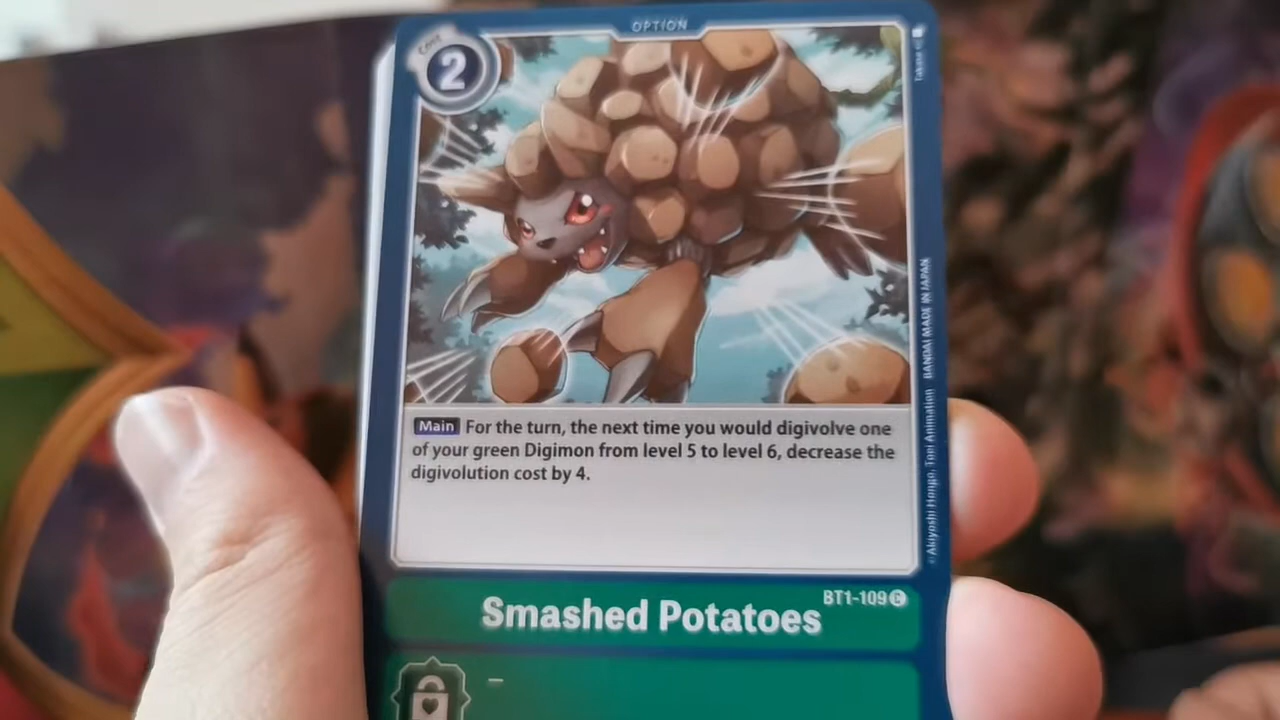 OPTION
Cost
2
Main For the turn, the next time you would digivolve one
of your green Digimon from level 5 to level 6, decrease the
digivolution cost by 4.
BT1-109 C
Smashed Potatoes
–
©Akiyoshi Hongo, Toei Animation BANDAI MADE IN JAPAN